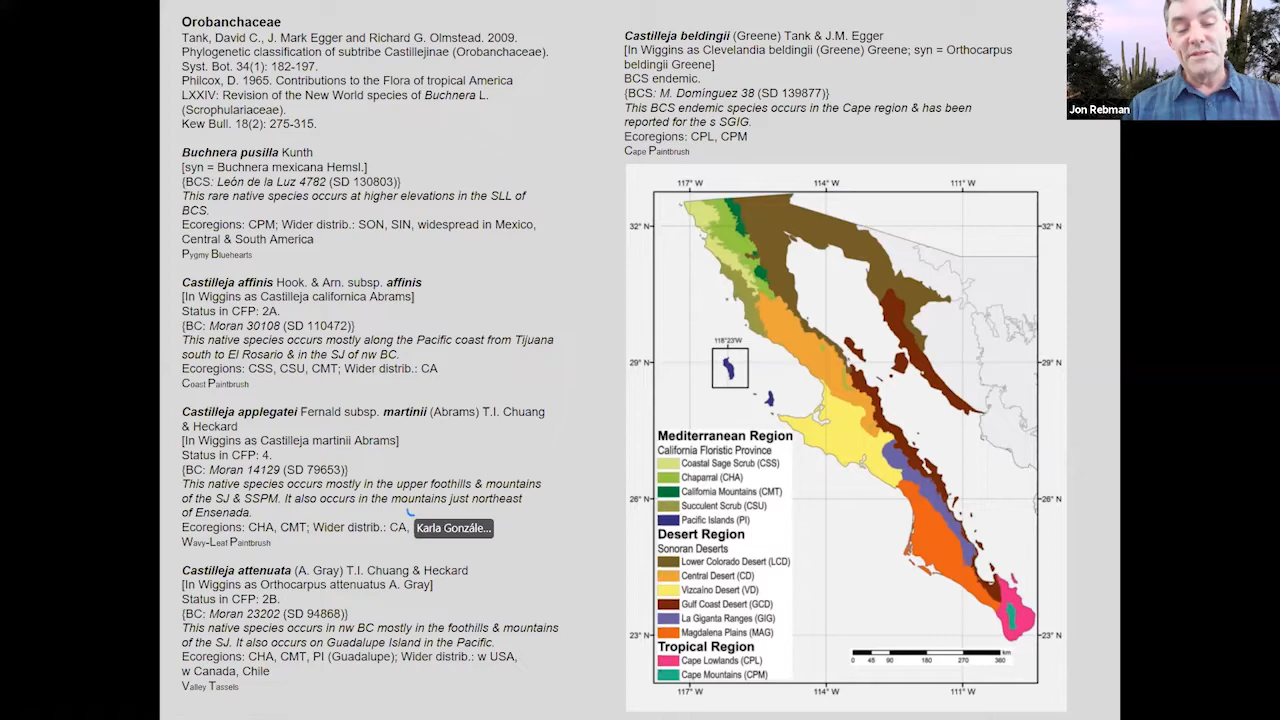 Orobanchaceae
Tank, David C., J. Mark Egger and Richard G. Olmstead. 2009.
Phylogenetic classification of subtribe Castillejinae (Orobanchaceae).
Syst. Bot. 34(1): 182-197.
Philcox, D. 1965. Contributions to the Flora of tropical America
LXXIV: Revision of the New World species of Buchnera L.
(Scrophulariaceae).
Kew Bull. 18(2): 275-315.
Buchnera pusilla Kunth
[syn = Buchnera mexicana Hemsl.]
{BCS: León de la Luz 4782 (SD 130803)}
This rare native species occurs at higher elevations in the SLL of
BCS.
Ecoregions: CPM; Wider distrib.: SON, SIN, widespread in Mexico,
Central & South America
Pygmy Bluehearts
Castilleja affinis Hook. & Arn. subsp. affinis
[In Wiggins as Castilleja californica Abrams]
Status in CFP: 2A.
{BC: Moran 30108 (SD 110472)}
This native species occurs mostly along the Pacific coast from Tijuana
south to El Rosario & in the SJ of nw BC.
Ecoregions: CSS, CSU, CMT; Wider distrib.: CA
Coast Paintbrush
Castilleja applegatei Fernald subsp. martinii (Abrams) T.I. Chuang
& Heckard
[In Wiggins as Castilleja martinii Abrams]
Status in CFP: 4.
{BC: Moran 14129 (SD 79653)}
This native species occurs mostly in the upper foothills & mountains
of the SJ & SSPM. It also occurs in the mountains just northeast
of Ensenada.
Ecoregions: CHA, CMT; Wider distrib.: CA,
Karla Gonzále...
Wavy-Leaf Paintbrush
Castilleja attenuata (A. Gray) T.I. Chuang & Heckard
[In Wiggins as Orthocarpus attenuatus A. Gray]
Status in CFP: 2B.
{BC: Moran 23202 (SD 94868)}
This native species occurs in nw BC mostly in the foothills & mountains
of the SJ. It also occurs on Guadalupe Island in the Pacific.
Ecoregions: CHA, CMT, PI (Guadalupe); Wider distrib.: w USA,
w Canada, Chile
Valley Tassels
Castilleja beldingii (Greene) Tank & J.M. Egger
[In Wiggins as Clevelandia beldingii (Greene) Greene; syn = Orthocarpus
beldingii Greene]
BCS endemic.
{BCS: M. Domínguez 38 (SD 139877)}
This BCS endemic species occurs in the Cape region & has been
reported for the s SGIG.
Ecoregions: CPL, CPM
Cape Paintbrush
117° W 114° W 111° W
32° N 32° N
118°23'W
29° N 29° N
26° N 26° N
23° N 23° N
Mediterranean Region
California Floristic Province
Coastal Sage Scrub (CSS)
Chaparral (CHA)
California Mountains (CMT)
Succulent Scrub (CSU)
Pacific Islands (PI)
Desert Region
Sonoran Deserts
Lower Colorado Desert (LCD)
Central Desert (CD)
Vizcaíno Desert (VD)
Gulf Coast Desert (GCD)
La Giganta Ranges (GIG)
Magdalena Plains (MAG)
Tropical Region
Cape Lowlands (CPL)
Cape Mountains (CPM)
km
0 45 90 180 270 360
117° W 114° W 111° W
Jon Rebman